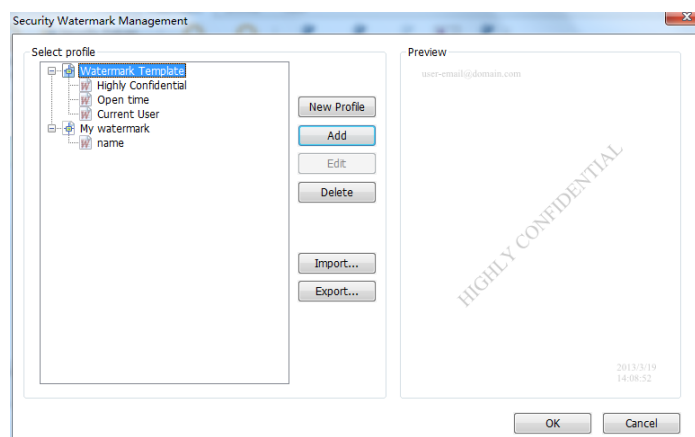 Security Watermark Management
Select profile
Watermark Template
Highly Confidential
Open time
Current User
My watermark
name
New Profile
Add
Edit
Delete
Import...
Export...
Preview
user-email@domain.com
HIGHLY CONFIDENTIAL
2013/3/19
14:08:52
OK
Cancel